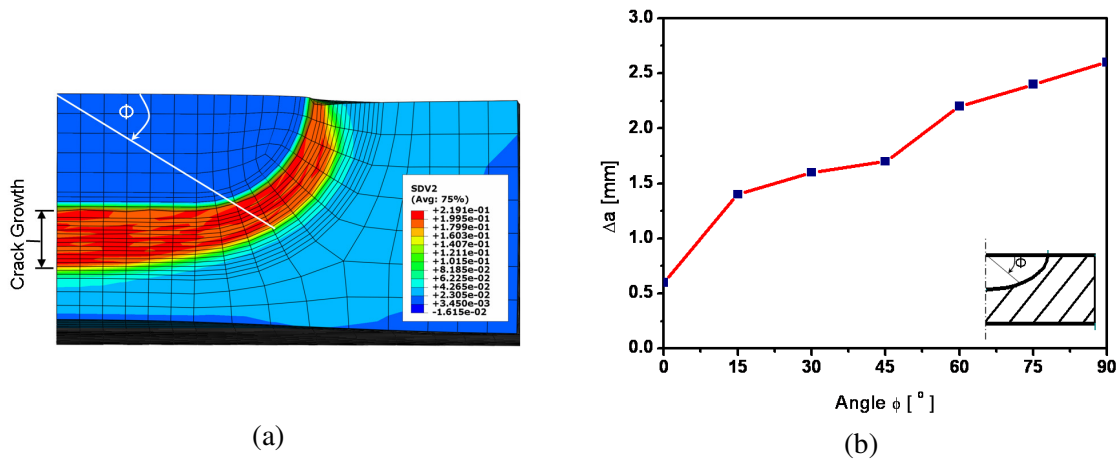 Φ
Crack Growth
SDV2
(Avg: 75%)
+2.191e-01
+1.995e-01
+1.799e-01
+1.603e-01
+1.407e-01
+1.211e-01
+1.015e-01
+8.185e-02
+6.225e-02
+4.265e-02
+2.305e-02
+3.450e-03
-1.615e-02
(a)
3.0
2.5
2.0
1.5
1.0
0.5
0.0
Δa [mm]
Φ
0 15 30 45 60 75 90
Angle ϕ [ ° ]
(b)